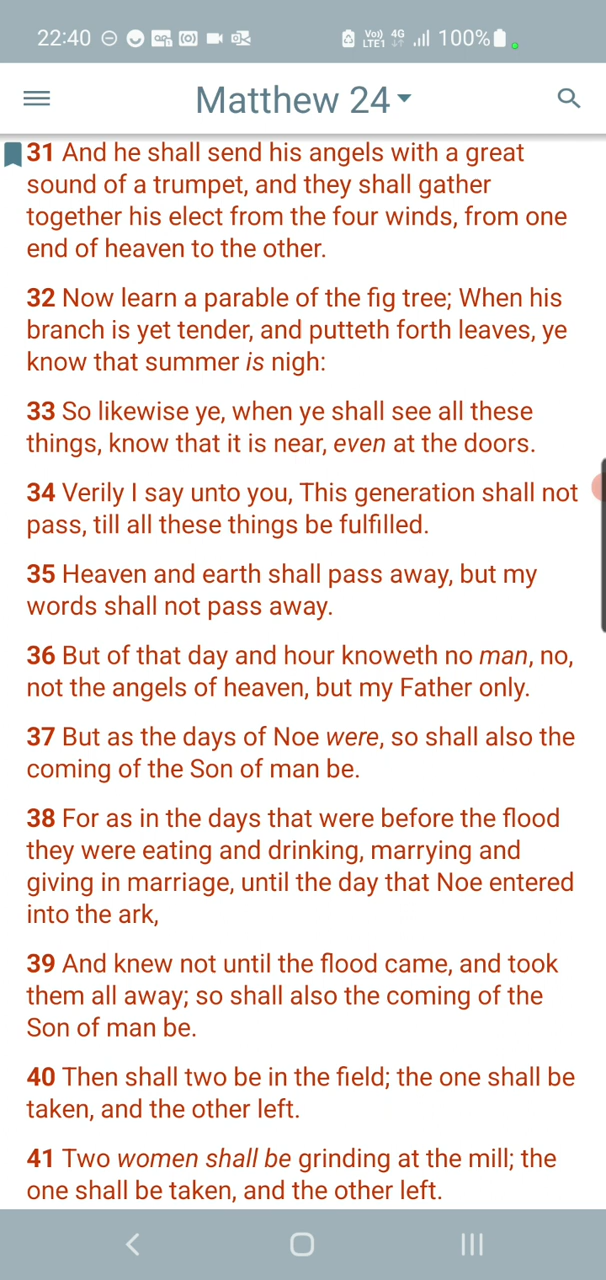 22:40
Vo)) 4G
LTE1 100%
Matthew 24
31 And he shall send his angels with a great
sound of a trumpet, and they shall gather
together his elect from the four winds, from one
end of heaven to the other.
32 Now learn a parable of the fig tree; When his
branch is yet tender, and putteth forth leaves, ye
know that summer is nigh:
33 So likewise ye, when ye shall see all these
things, know that it is near, even at the doors.
34 Verily I say unto you, This generation shall not
pass, till all these things be fulfilled.
35 Heaven and earth shall pass away, but my
words shall not pass away.
36 But of that day and hour knoweth no man, no,
not the angels of heaven, but my Father only.
37 But as the days of Noe were, so shall also the
coming of the Son of man be.
38 For as in the days that were before the flood
they were eating and drinking, marrying and
giving in marriage, until the day that Noe entered
into the ark,
39 And knew not until the flood came, and took
them all away; so shall also the coming of the
Son of man be.
40 Then shall two be in the field; the one shall be
taken, and the other left.
41 Two women shall be grinding at the mill; the
one shall be taken, and the other left.